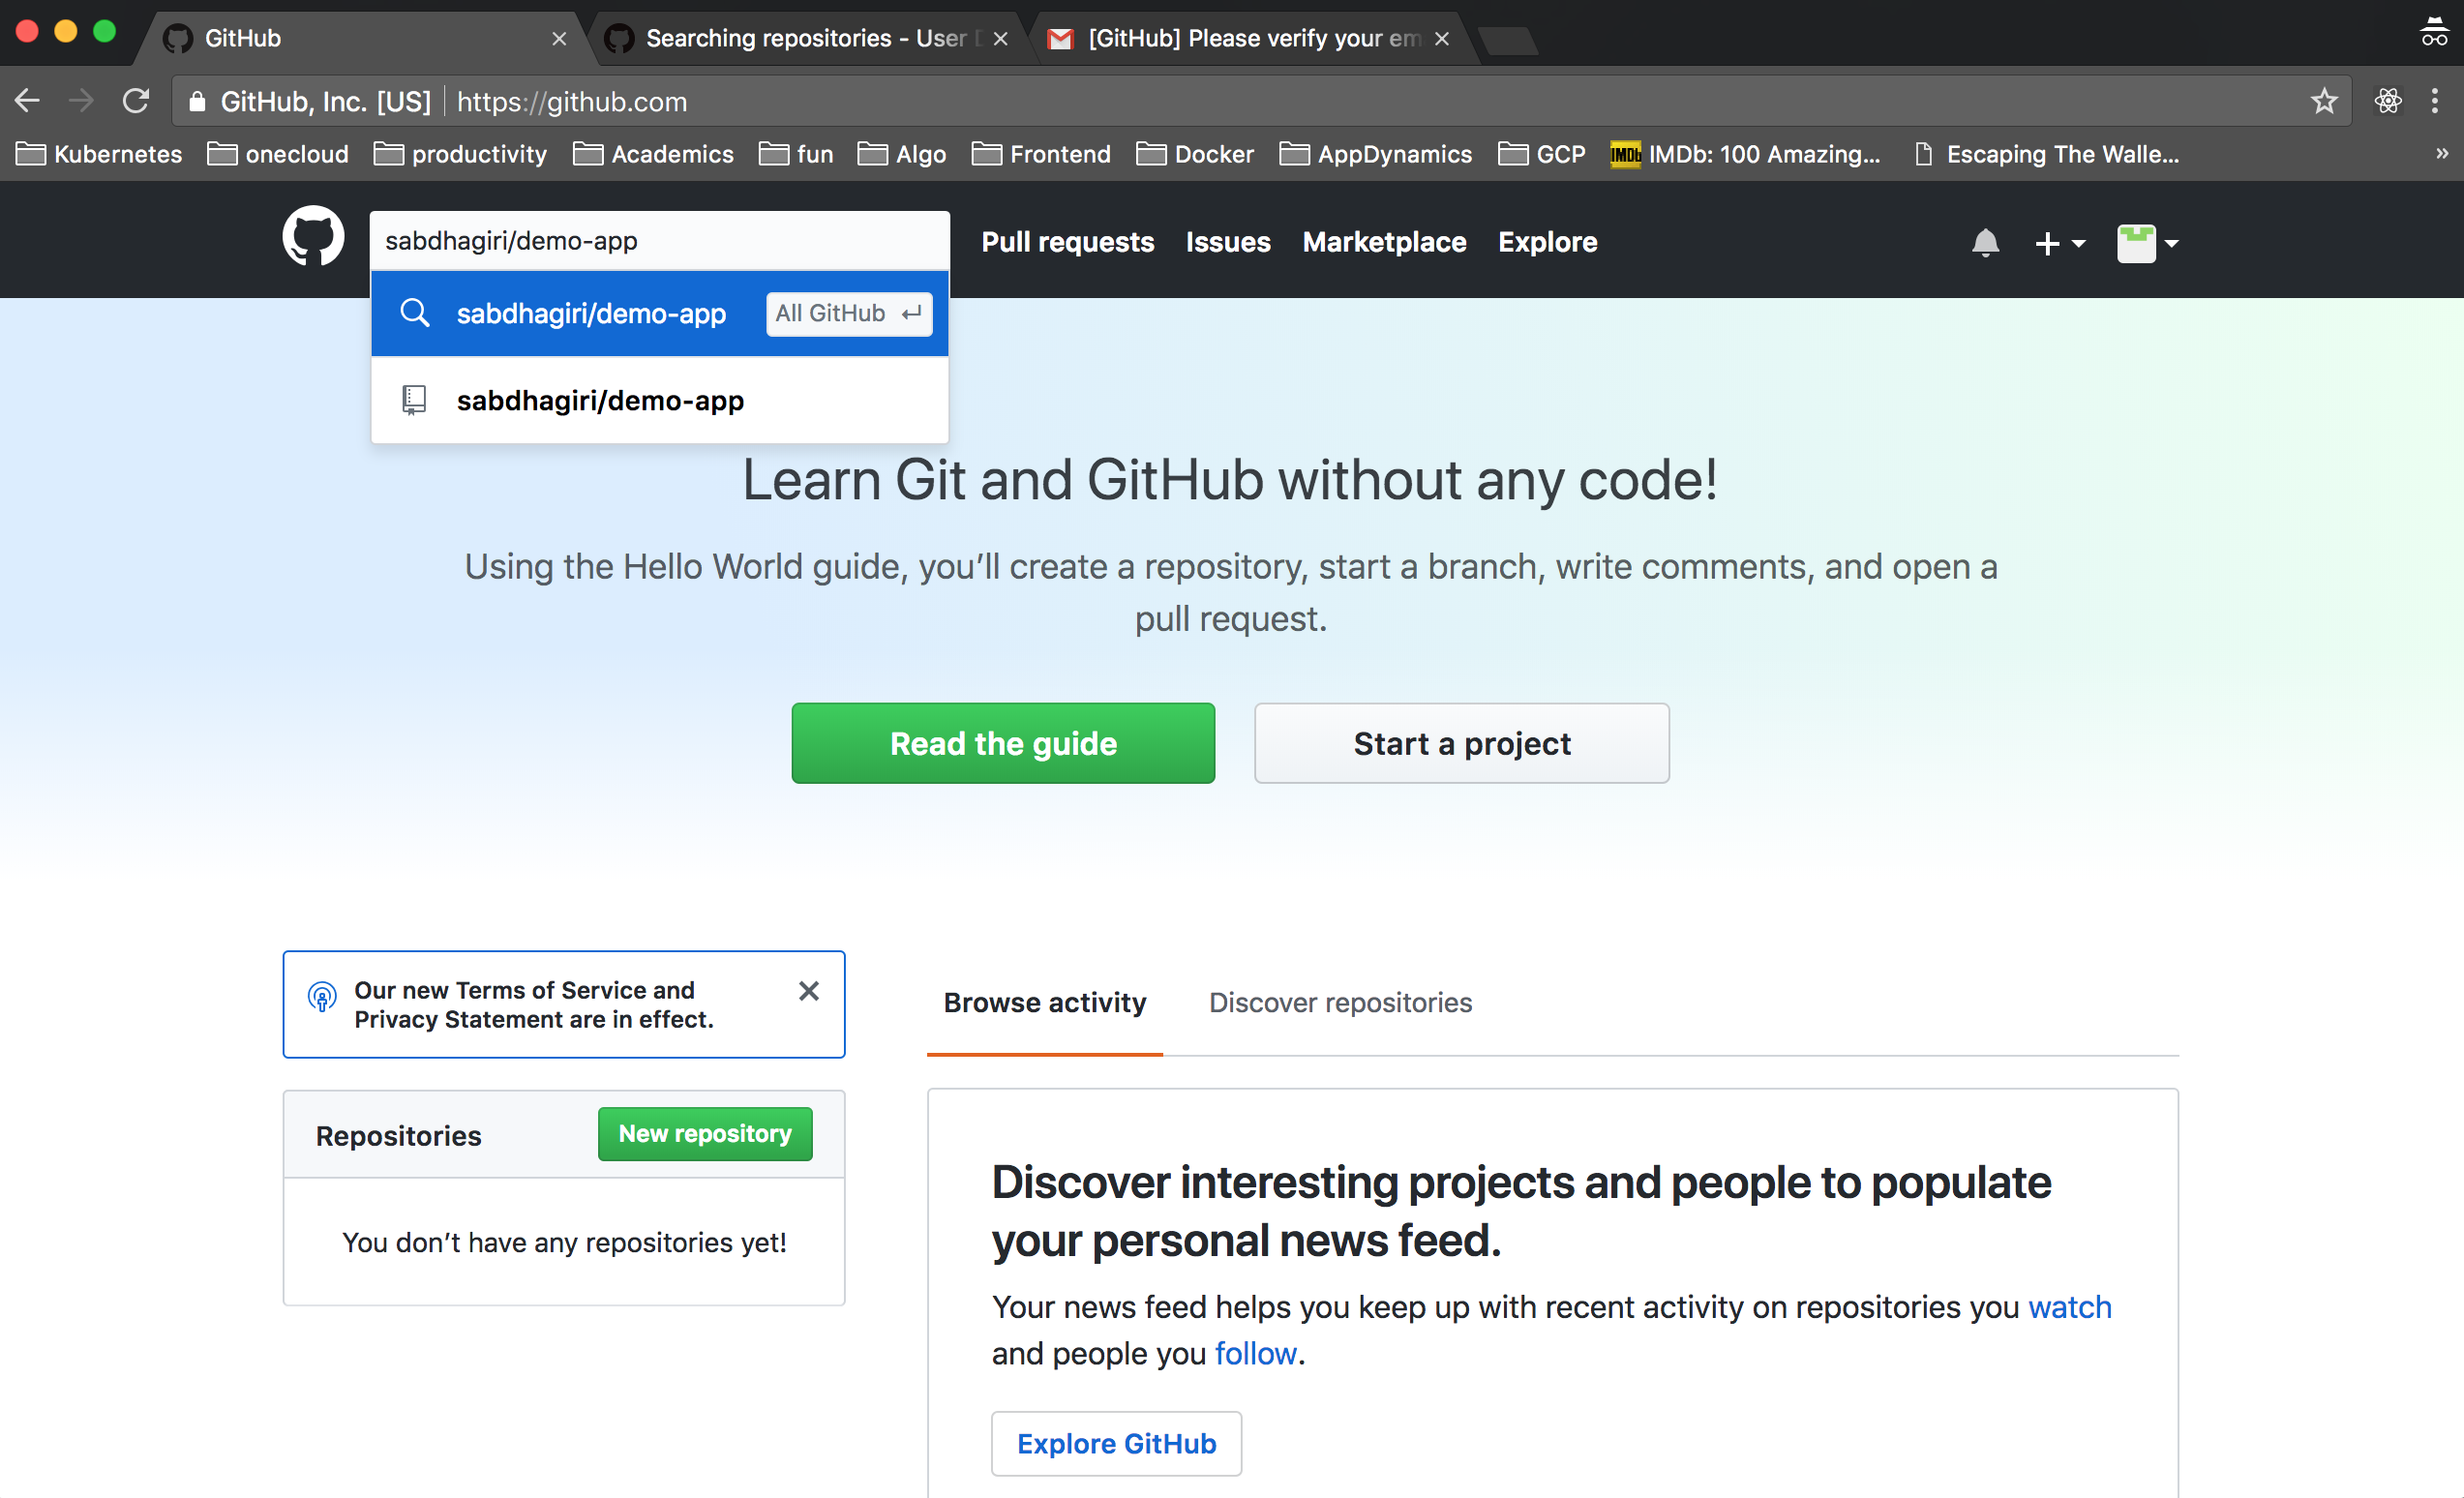 GitHub
Searching repositories - User D
[GitHub] Please verify your em
GitHub, Inc. [US] https://github.com
Kubernetes onecloud productivity Academics fun Algo Frontend Docker AppDynamics GCP IMDb IMDb: 100 Amazing... Escaping The Walle... »
sabdhagiri/demo-app Pull requests Issues Marketplace Explore
sabdhagiri/demo-app All GitHub
sabdhagiri/demo-app
Learn Git and GitHub without any code!
Using the Hello World guide, you’ll create a repository, start a branch, write comments, and open a
pull request.
Read the guide Start a project
Our new Terms of Service and
Privacy Statement are in effect.
Browse activity Discover repositories
Repositories New repository
You don’t have any repositories yet!
Discover interesting projects and people to populate
your personal news feed.
Your news feed helps you keep up with recent activity on repositories you watch
and people you follow.
Explore GitHub